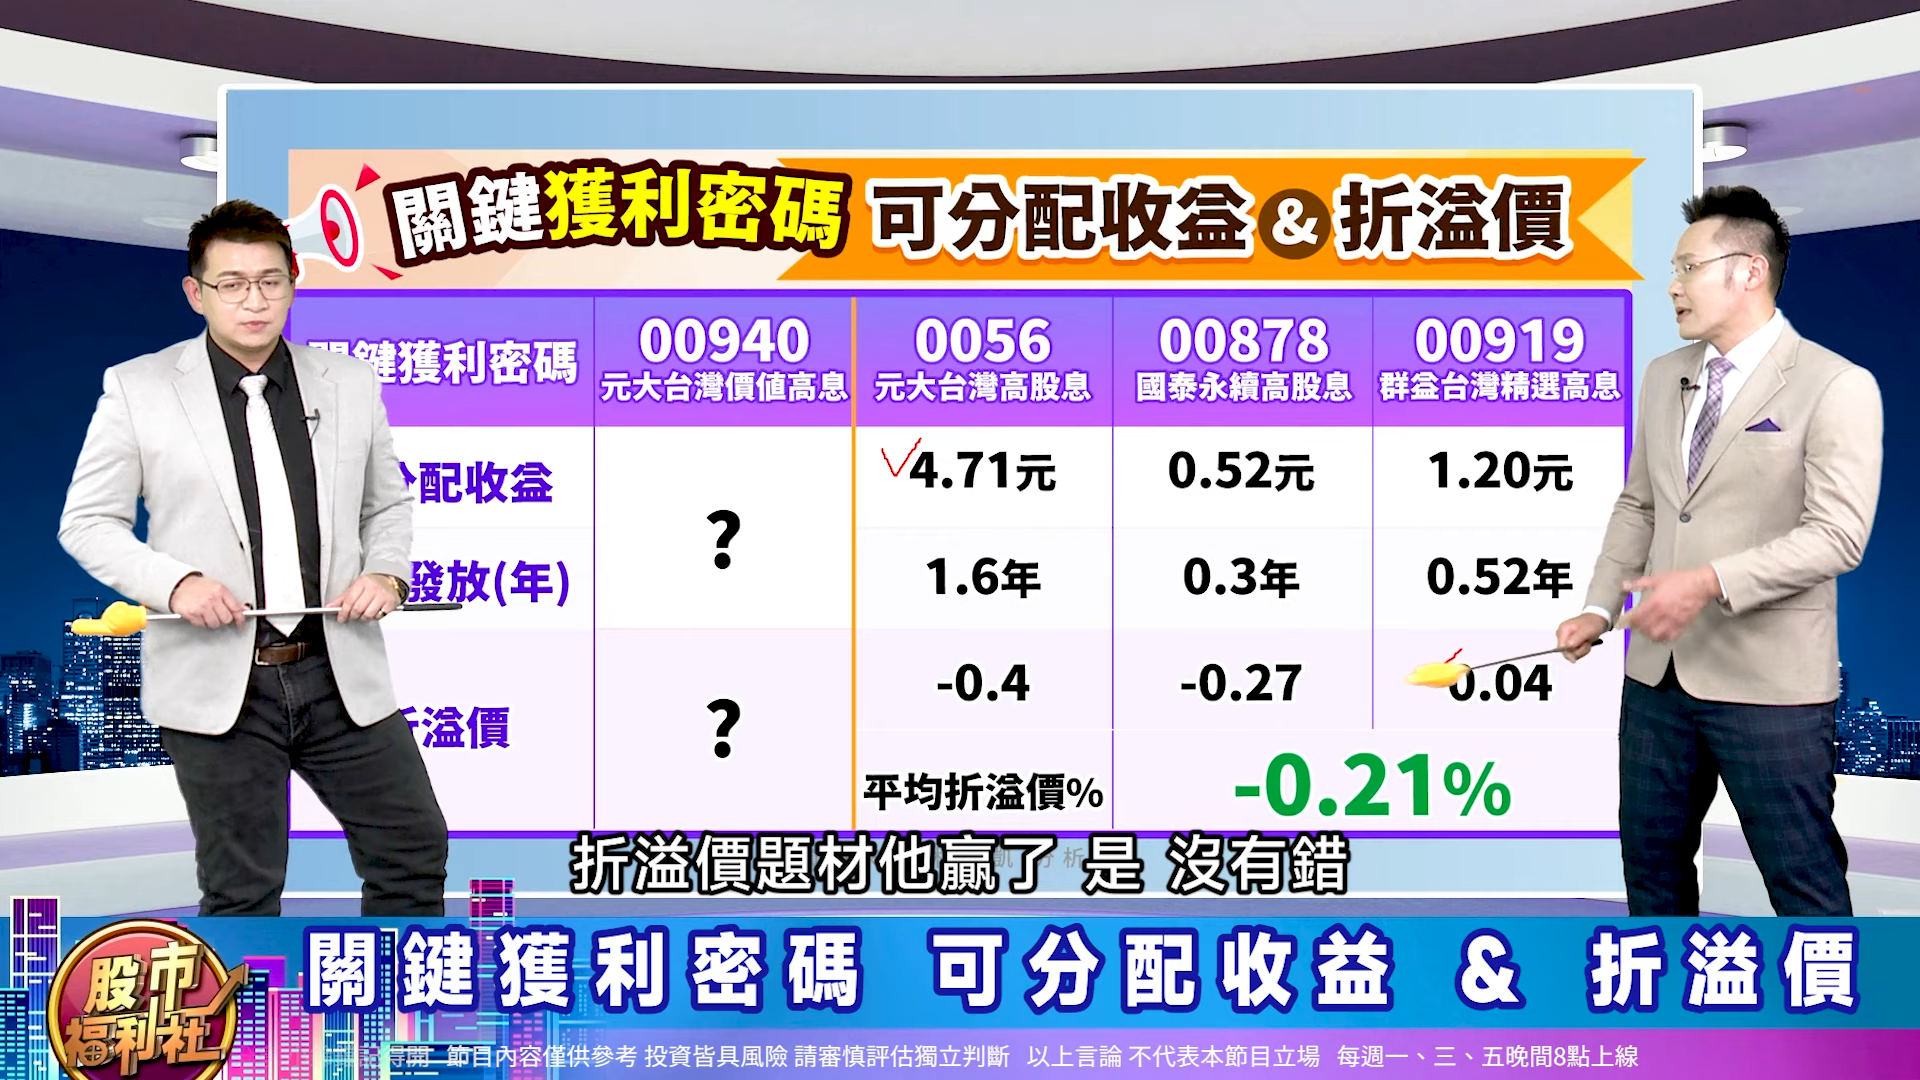 關鍵獲利密碼 可分配收益&折溢價
關鍵獲利密碼 00940 0056 00878 00919
元大台灣價值高息 元大台灣高股息 國泰永續高股息 群益台灣精選高息
分配收益 4.71元 0.52元 1.20元
?
發放(年) 1.6年 0.3年 0.52年
-0.4 -0.27 0.04
折溢價 ?
平均折溢價% -0.21%
折溢價題材他贏了 是 沒有錯
關鍵獲利密碼 可分配收益 & 折溢價
股市
福利社
得開 節目內容僅供參考 投資皆具風險 請審慎評估獨立判斷 以上言論 不代表本節目立場 每週一、三、五晚間8點上線